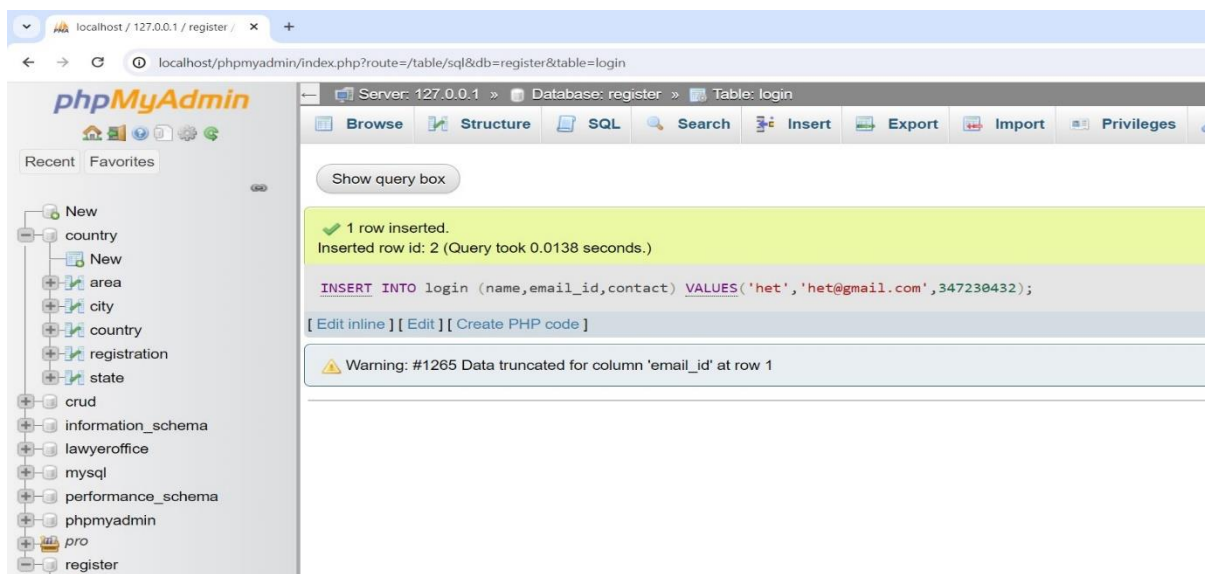 localhost / 127.0.0.1 / register /
localhost/phpmyadmin/index.php?route=/table/sql&db=register&table=login
phpMyAdmin
Recent Favorites
New
country
New
area
city
country
registration
state
crud
information_schema
lawyeroffice
mysql
performance_schema
phpmyadmin
pro
register
Server: 127.0.0.1 » Database: register » Table: login
Browse Structure SQL Search Insert Export Import Privileges
Show query box
1 row inserted.
Inserted row id: 2 (Query took 0.0138 seconds.)
INSERT INTO login (name,email_id,contact) VALUES('het','het@gmail.com',347230432);
[ Edit inline ] [ Edit ] [ Create PHP code ]
Warning: #1265 Data truncated for column 'email_id' at row 1